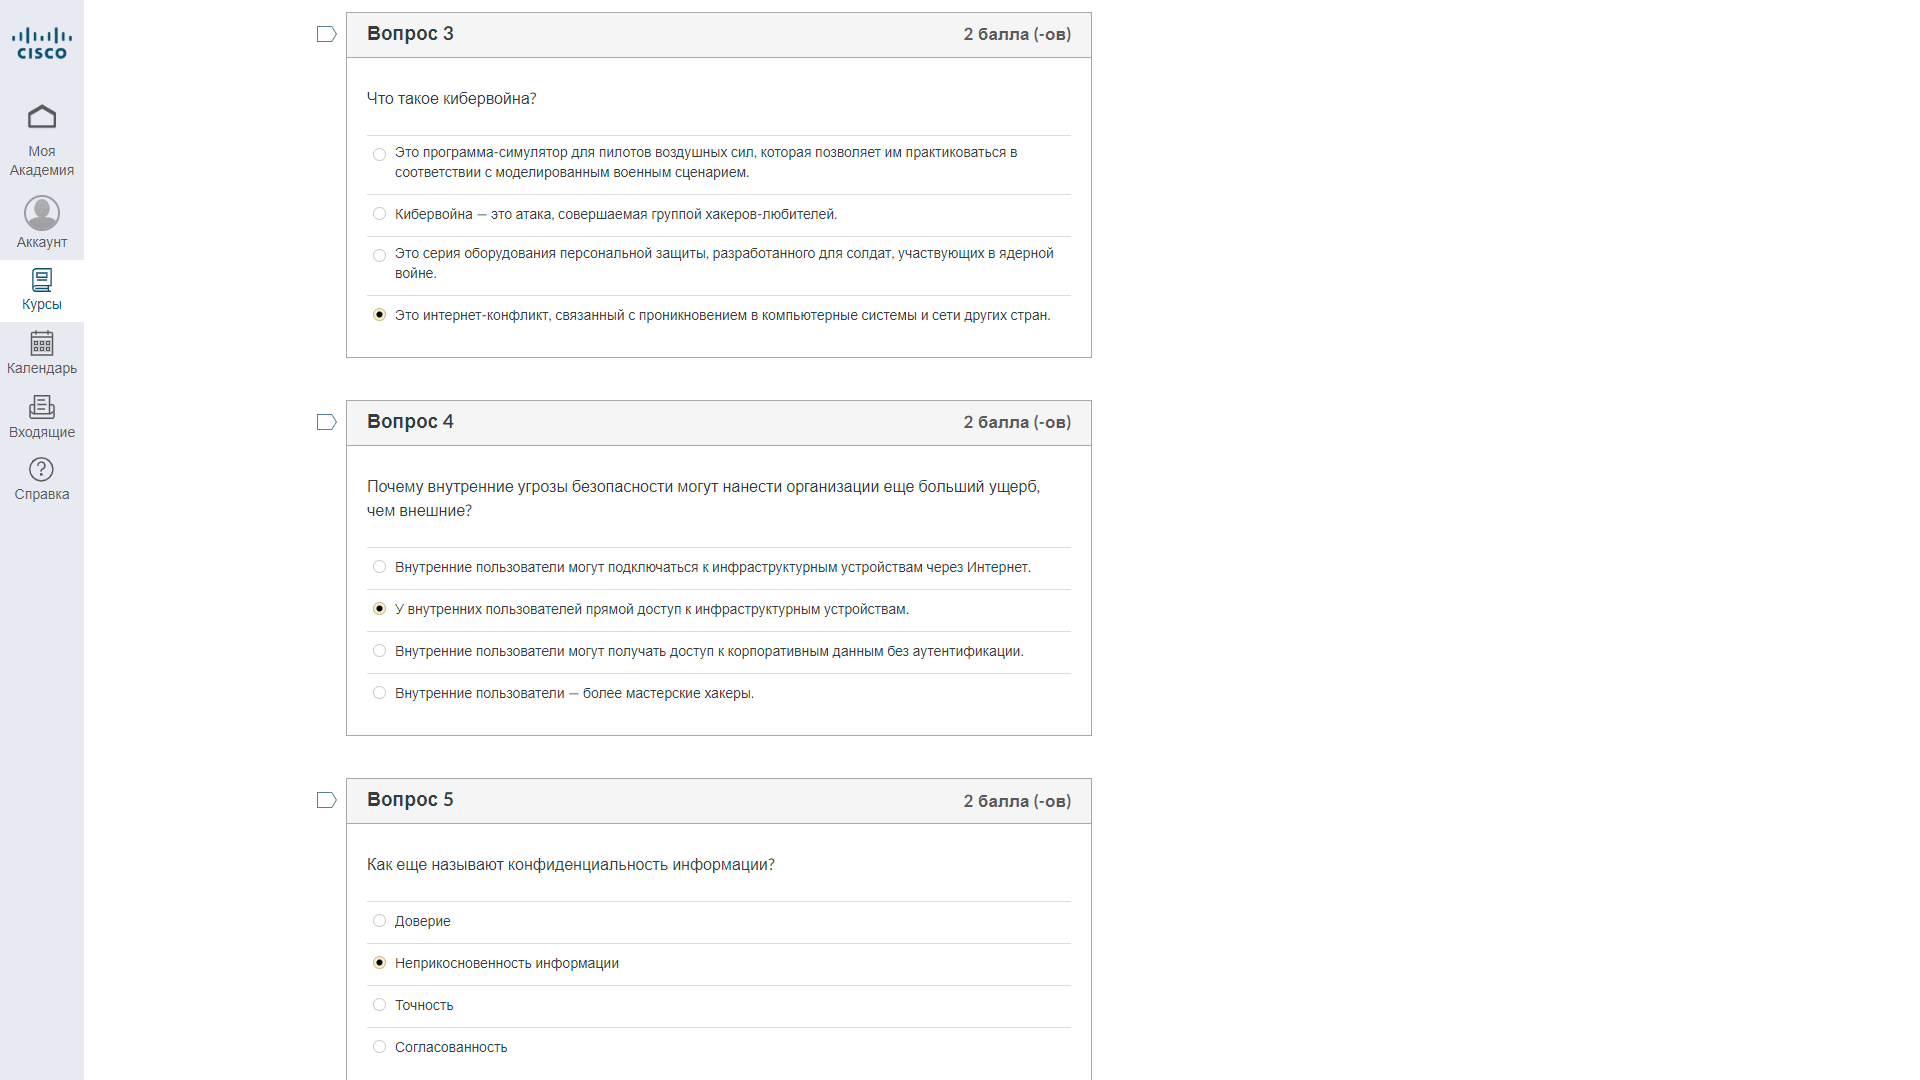 CISCO
Моя
Академия
Аккаунт
Курсы
Календарь
Входящие
Справка
Вопрос 3
2 балла (-ов)
Что такое кибервойна?
Это программа-симулятор для пилотов воздушных сил, которая позволяет им практиковаться в
соответствии с моделированным военным сценарием.
Кибервойна — это атака, совершаемая группой хакеров-любителей.
Это серия оборудования персональной защиты, разработанного для солдат, участвующих в ядерной
войне.
Это интернет-конфликт, связанный с проникновением в компьютерные системы и сети других стран.
Вопрос 4
2 балла (-ов)
Почему внутренние угрозы безопасности могут нанести организации еще больший ущерб,
чем внешние?
Внутренние пользователи могут подключаться к инфраструктурным устройствам через Интернет.
У внутренних пользователей прямой доступ к инфраструктурным устройствам.
Внутренние пользователи могут получать доступ к корпоративным данным без аутентификации.
Внутренние пользователи — более мастерские хакеры.
Вопрос 5
2 балла (-ов)
Как еще называют конфиденциальность информации?
Доверие
Неприкосновенность информации
Точность
Согласованность